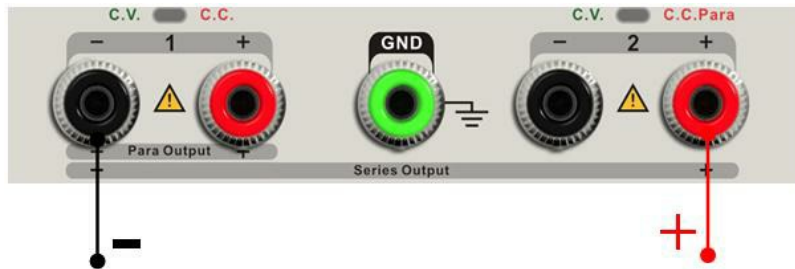 C.V. C.C. C.V. C.C.Para
− 1 + GND − 2 +
− Para Output +
− Series Output +
− +